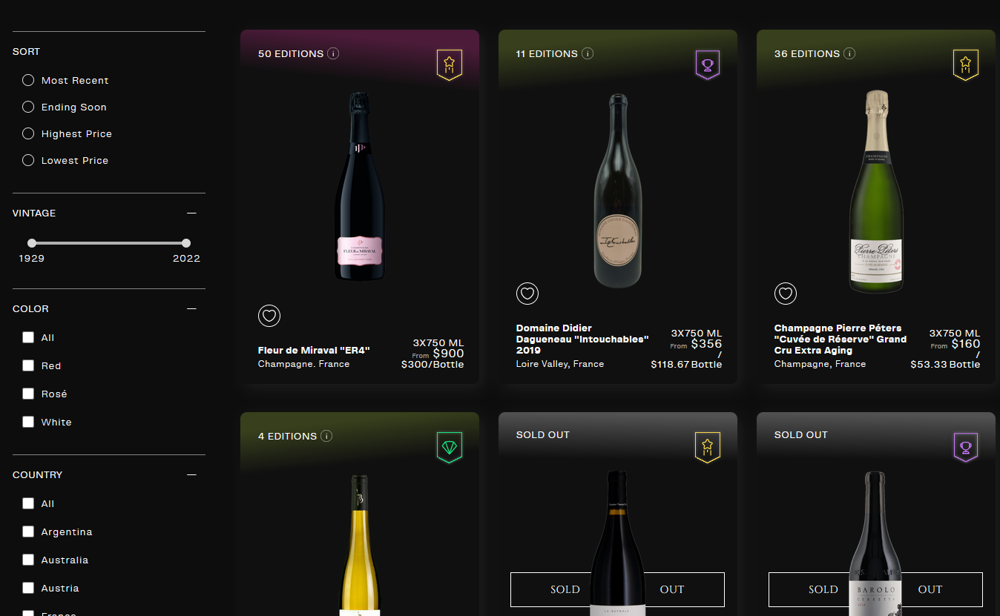 SORT
Most Recent
Ending Soon
Highest Price
Lowest Price
VINTAGE
1929 2022
COLOR
All
Red
Rosé
White
COUNTRY
All
Argentina
Australia
Austria
France
50 EDITIONS
FLEUR DE MIRAVAL
Fleur de Miraval "ER4"
Champagne. France
3X750 ML
From $900
$300/Bottle
11 EDITIONS
Intouchables
Domaine Didier
Dagueneau "Intouchables"
2019
Loire Valley, France
3X750 ML
From $356
/
$118.67 Bottle
36 EDITIONS
CHAMPAGNE
Pierre Péters
CHAMPAGNE
Champagne Pierre Péters
"Cuvée de Réserve" Grand
Cru Extra Aging
Champagne, France
3X750 ML
From $160
/
$53.33 Bottle
4 EDITIONS
SOLD OUT
SOLD OUT
SOLD OUT
BAROLO
CERRETTA
SOLD OUT